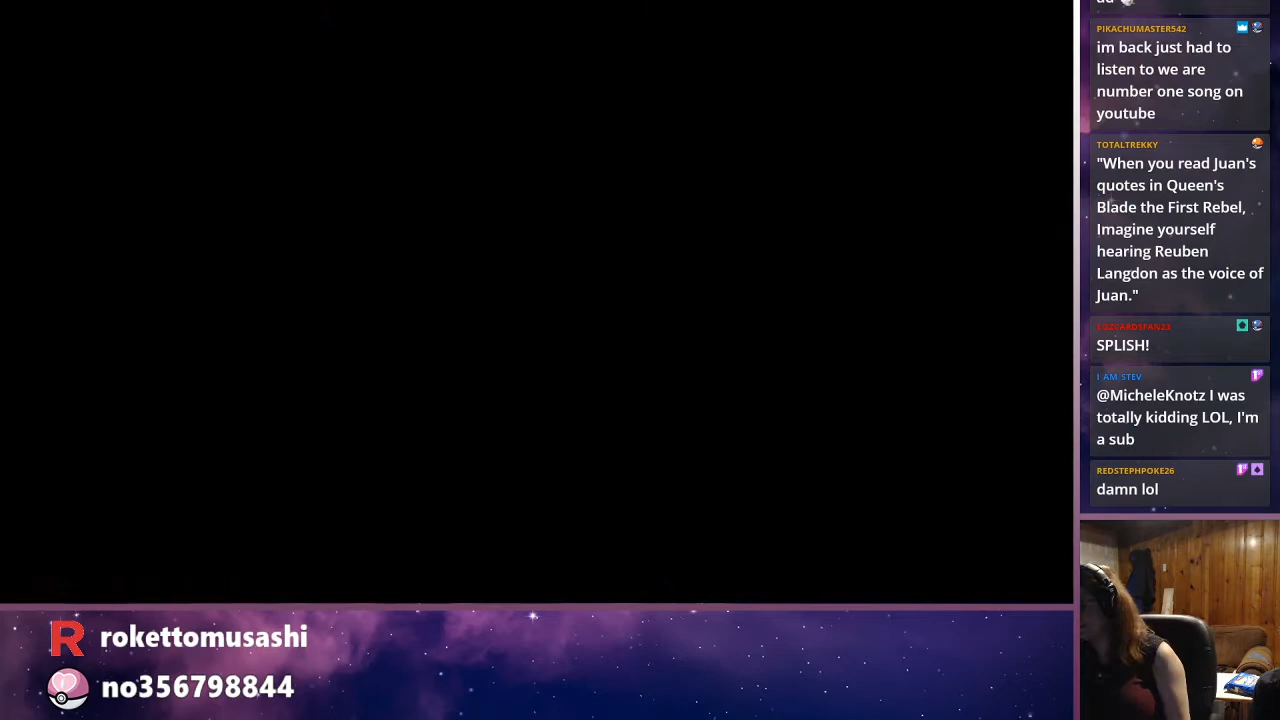 PIKACHUMASTER542
im back just had to
listen to we are
number one song on
youtube
TOTALTREKKY
"When you read Juan's
quotes in Queen's
Blade the First Rebel,
Imagine yourself
hearing Reuben
Langdon as the voice of
Juan."
SPLISH!
I AM STEV
@MicheleKnotz I was
totally kidding LOL, I'm
a sub
REDSTEPHPOKE26
damn lol
R rokettomusashi
no356798844